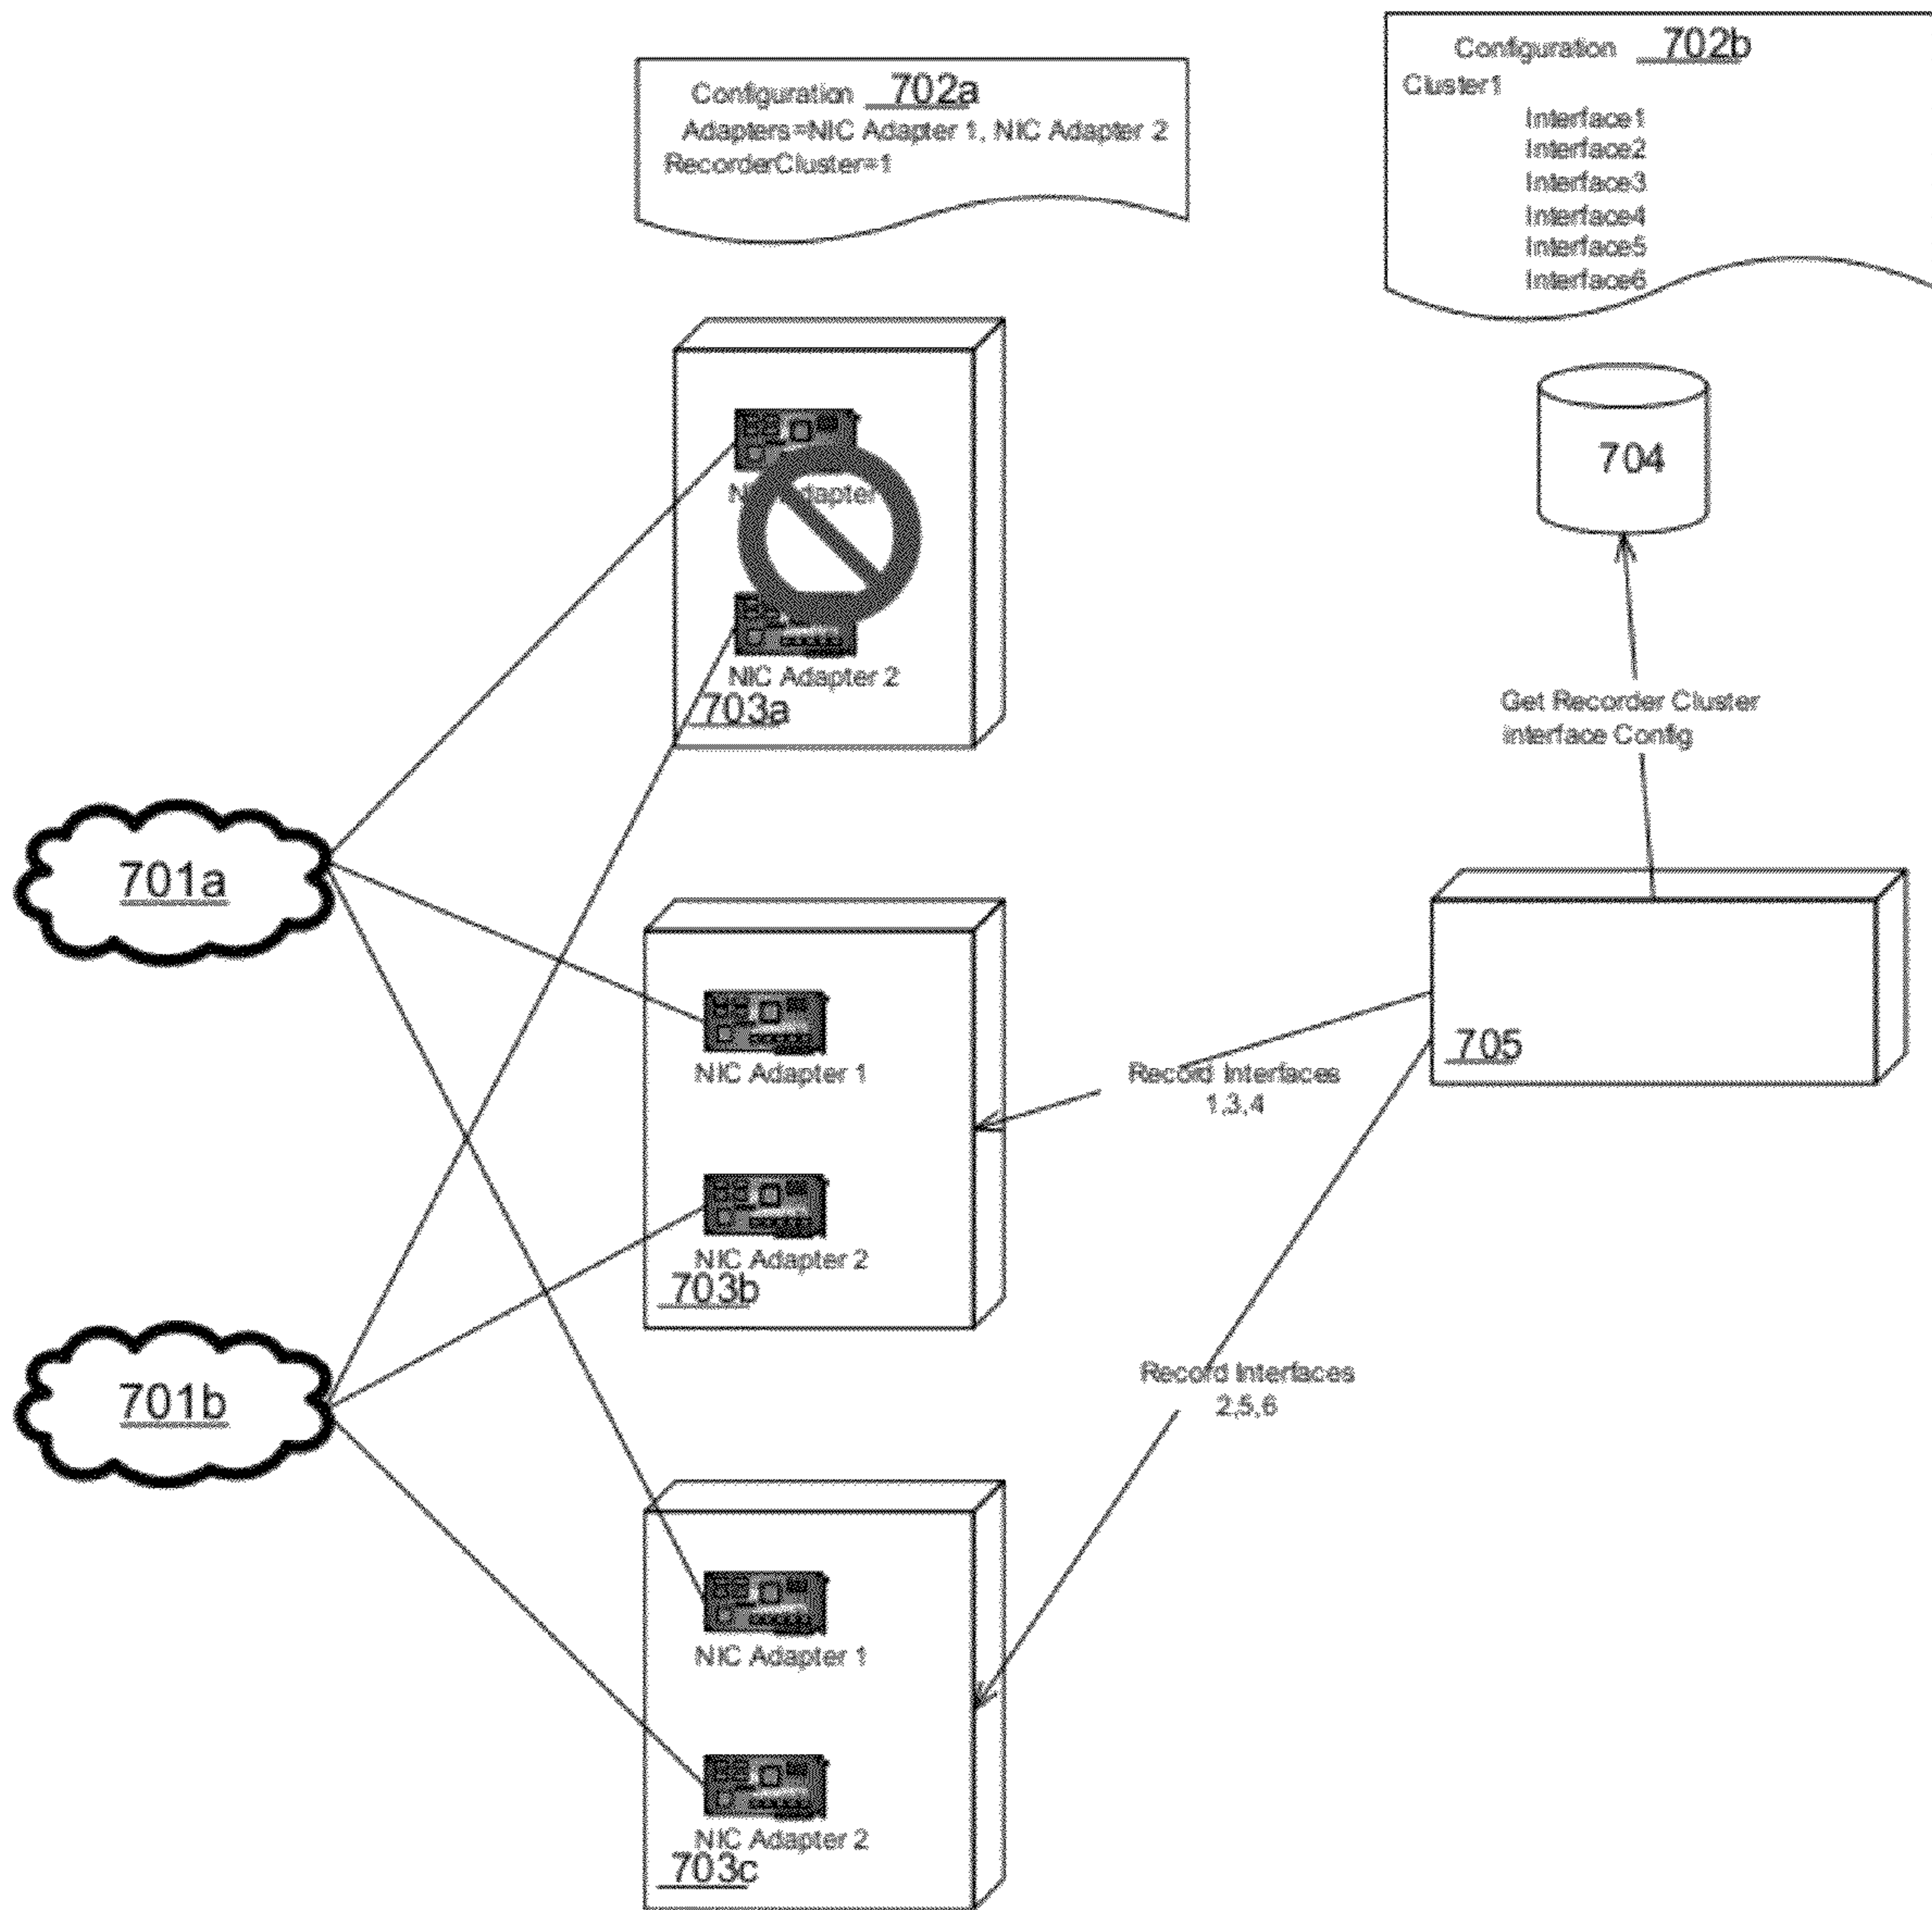 Configuration 702a
Adapters=NIC Adapter 1, NIC Adapter 2
RecorderCluster=1
Configuration 702b
Cluster1
Interface1
Interface2
Interface3
Interface4
Interface5
Interface6
704
NIC Adapter
NIC Adapter 2
703a
Get Recorder Cluster
interface Config
701a
NIC Adapter 1
NIC Adapter 2
703b
705
Record Interfaces
1,3,4
701b
Record Interfaces
2,5,6
NIC Adapter 1
NIC Adapter 2
703c